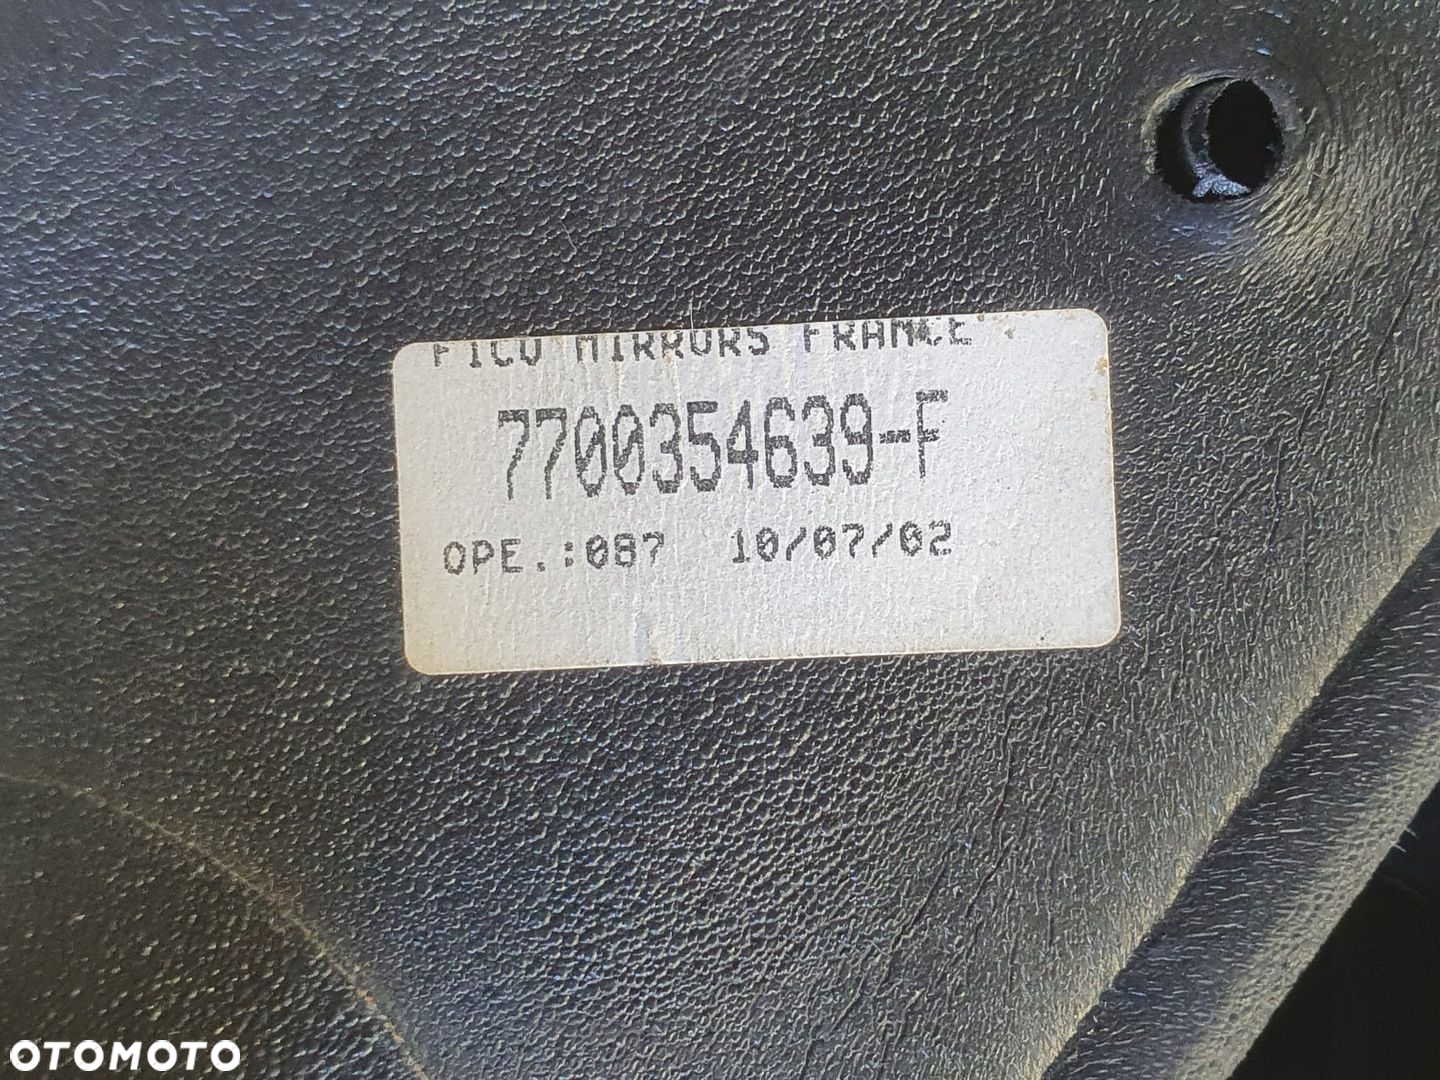 FICO MIRRORS FRANCE .
7700354639-F
OPE.:087 10/07/02
OTOMOTO